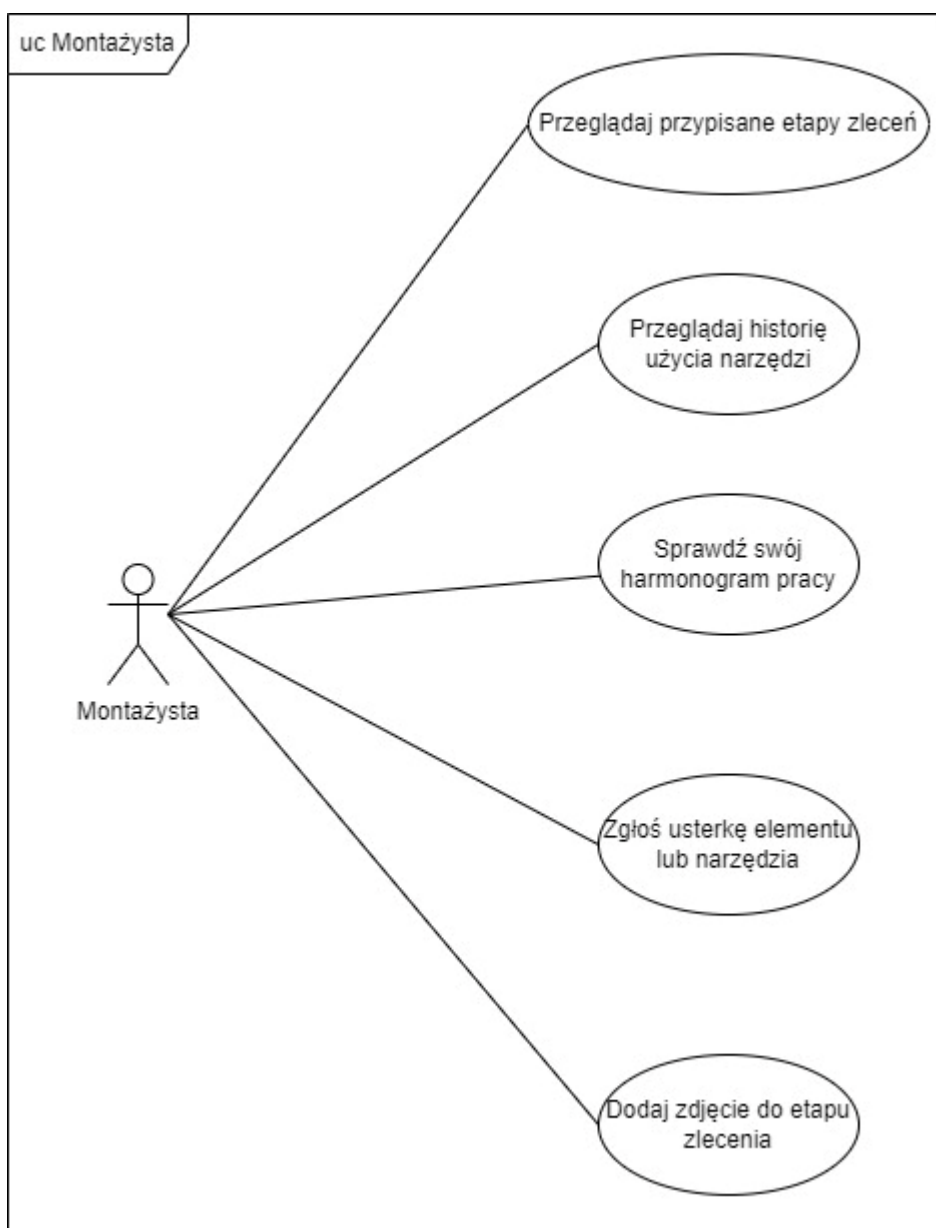 uc Montażysta
Przeglądaj przypisane etapy zleceń
Przeglądaj historię
użycia narzędzi
Sprawdź swój
harmonogram pracy
Montażysta
Zgłoś usterkę elementu
lub narzędzia
Dodaj zdjęcie do etapu
zlecenia